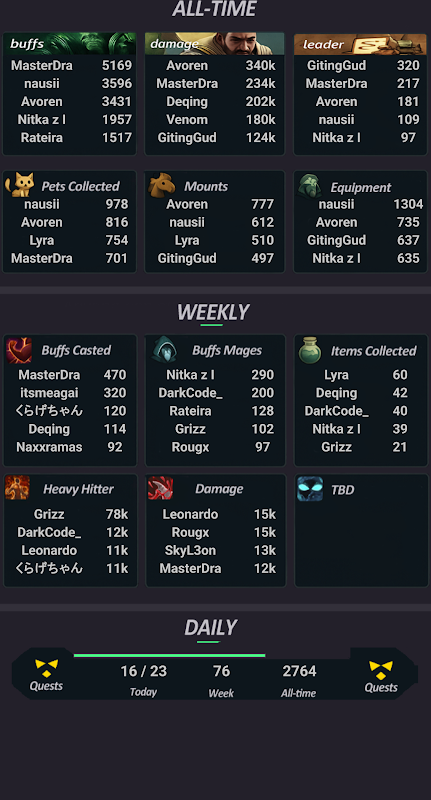 ALL-TIME
buffs
MasterDra 5169
nausii 3596
Avoren 3431
Nitka z l 1957
Rateira 1517
damage
Avoren 340k
MasterDra 234k
Deqing 202k
Venom 180k
GitingGud 124k
leader
GitingGud 320
MasterDra 217
Avoren 181
nausii 109
Nitka z l 97
Pets Collected
nausii 978
Avoren 816
Lyra 754
MasterDra 701
Mounts
Avoren 777
nausii 612
Lyra 510
GitingGud 497
Equipment
nausii 1304
Avoren 735
GitingGud 637
Nitka z l 635
WEEKLY
Buffs Casted
MasterDra 470
itsmeagai 320
くらげちゃん 120
Deqing 114
Naxxramas 92
Buffs Mages
Nitka z l 290
DarkCode_ 200
Rateira 128
Grizz 102
Rougx 97
Items Collected
Lyra 60
Deqing 42
DarkCode_ 40
Nitka z l 39
Grizz 21
Heavy Hitter
Grizz 78k
DarkCode_ 12k
Leonardo 11k
くらげちゃん 11k
Damage
Leonardo 15k
Rougx 15k
SkyL3on 13k
MasterDra 12k
TBD
DAILY
Quests
16 / 23 76 2764
Today Week All-time
Quests